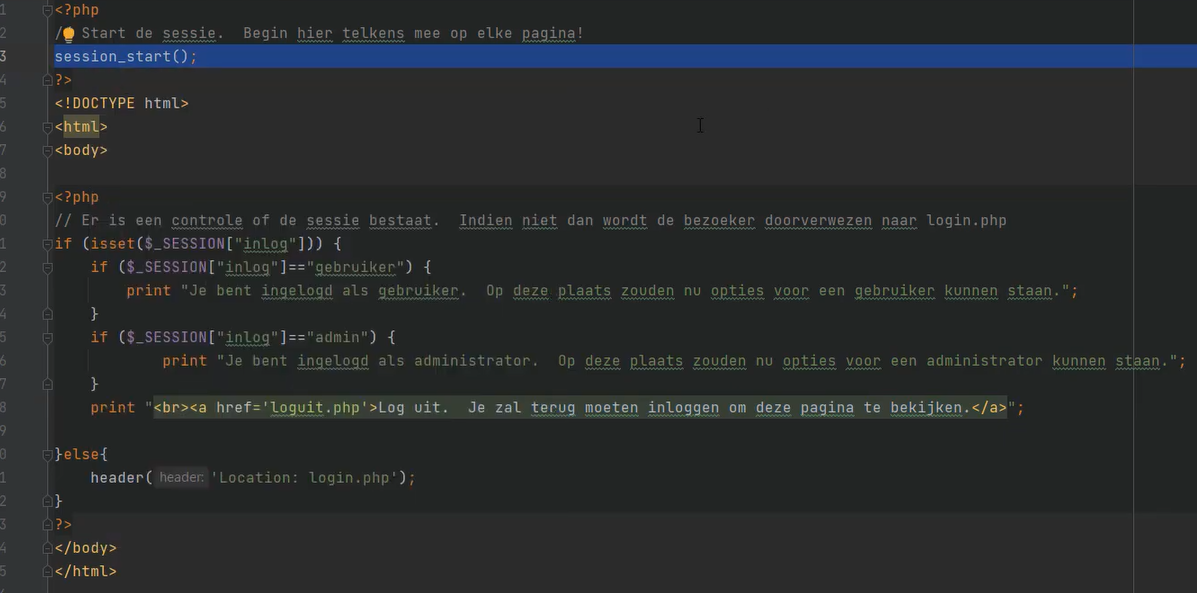 1 <?php
2 / Start de sessie.  Begin hier telkens mee op elke pagina!
3 session_start();
4 ?>
5 <!DOCTYPE html>
6 <html>
7 <body>
8
9 <?php
0 // Er is een controle of de sessie bestaat.  Indien niet dan wordt de bezoeker doorverwezen naar login.php
1 if (isset($_SESSION["inlog"])) {
2     if ($_SESSION["inlog"]=="gebruiker") {
3         print "Je bent ingelogd als gebruiker.  Op deze plaats zouden nu opties voor een gebruiker kunnen staan.";
4     }
5     if ($_SESSION["inlog"]=="admin") {
6             print "Je bent ingelogd als administrator.  Op deze plaats zouden nu opties voor een administrator kunnen staan.";
7     }
8     print "<br><a href='loguit.php'>Log uit.  Je zal terug moeten inloggen om deze pagina te bekijken.</a>";
9
0 }else{
1     header( header: 'Location: login.php');
2 }
3 ?>
4 </body>
5 </html>